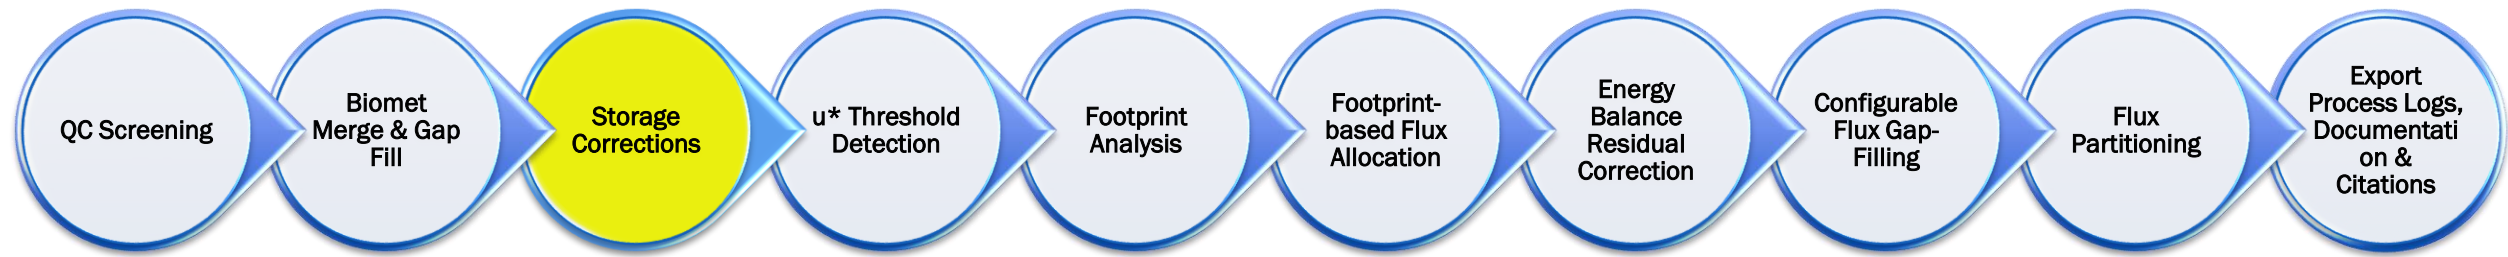 QC Screening
Biomet
Merge & Gap
Fill
Storage
Corrections
u* Threshold
Detection
Footprint
Analysis
Footprint-
based Flux
Allocation
Energy
Balance
Residual
Correction
Configurable
Flux Gap-
Filling
Flux
Partitioning
Export
Process Logs,
Documentati
on &
Citations